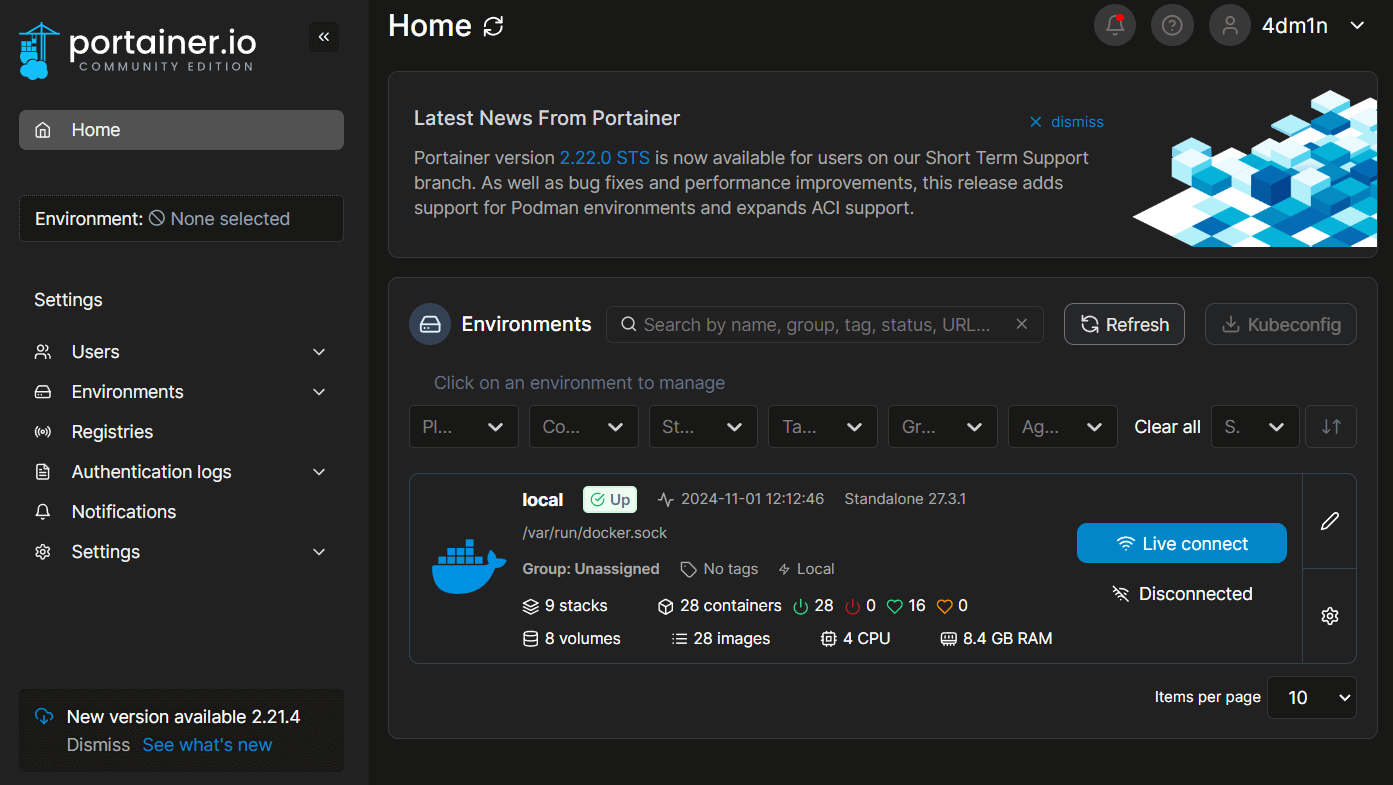 portainer.io
COMMUNITY EDITION
Home
Environment: None selected
Settings
Users
Environments
Registries
Authentication logs
Notifications
Settings
New version available 2.21.4
Dismiss See what's new
Home
4dm1n
Latest News From Portainer
dismiss
Portainer version 2.22.0 STS is now available for users on our Short Term Support
branch. As well as bug fixes and performance improvements, this release adds
support for Podman environments and expands ACI support.
Environments
Search by name, group, tag, status, URL...
Refresh
Kubeconfig
Click on an environment to manage
Pl... Co... St... Ta... Gr... Ag... Clear all S.
local Up 2024-11-01 12:12:46 Standalone 27.3.1
/var/run/docker.sock
Group: Unassigned No tags Local
9 stacks 28 containers 28 0 16 0
8 volumes 28 images 4 CPU 8.4 GB RAM
Live connect
Disconnected
Items per page 10